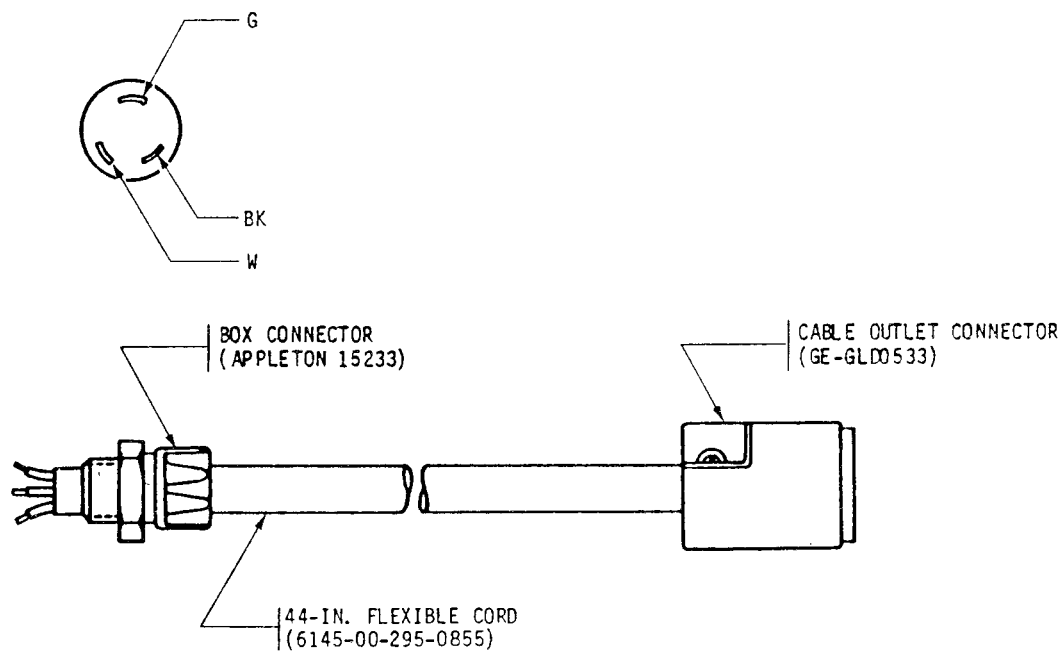 G
BK
W
BOX CONNECTOR
(APPLETON 15233)
CABLE OUTLET CONNECTOR
(GE-GLD0533)
44-IN. FLEXIBLE CORD
(6145-00-295-0855)